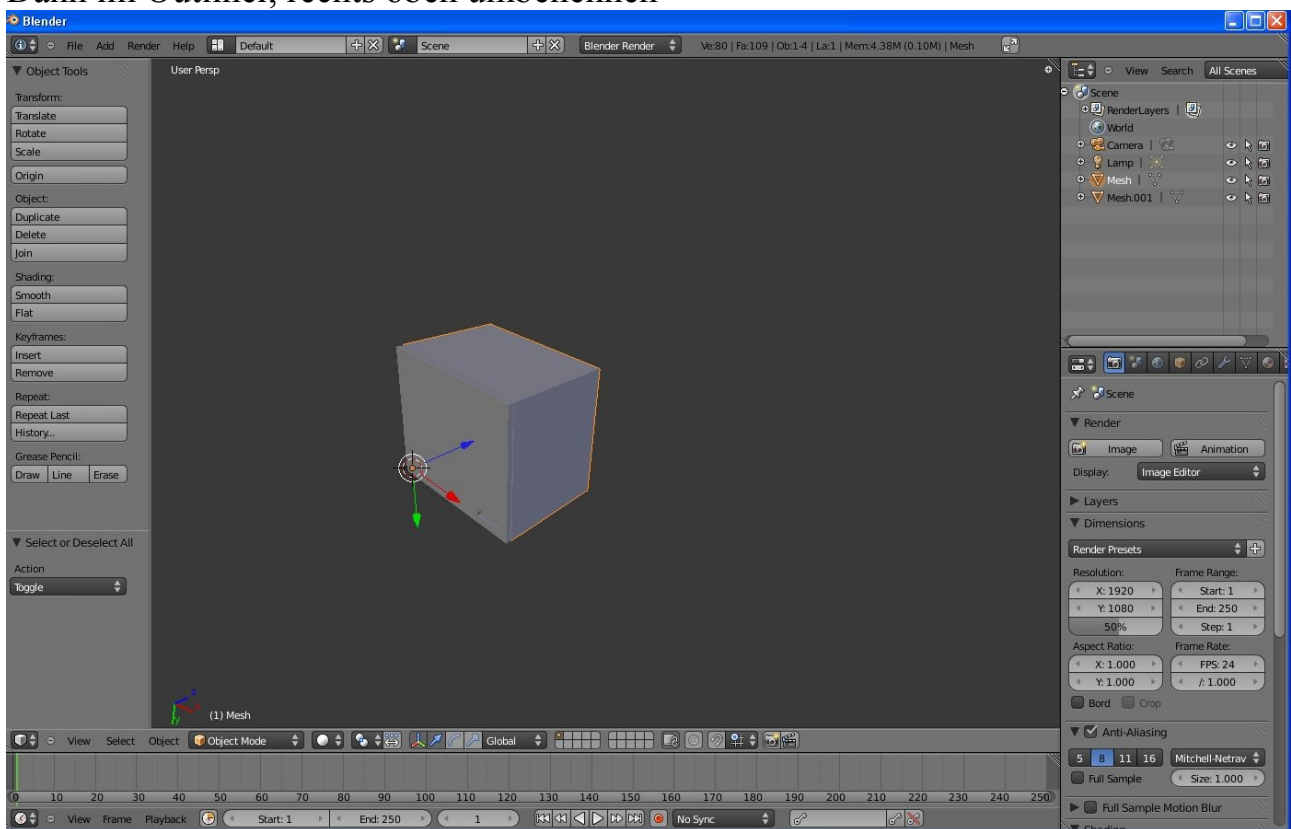 Dann im Outliner, rechts oben umbenennen
Blender
File Add Render Help Default Scene Blender Render Ve:80 | Fa:109 | Ob:1-4 | La:1 | Mem:4.38M (0.10M) | Mesh
Object Tools
Transform:
Translate
Rotate
Scale
Origin
Object:
Duplicate
Delete
Join
Shading:
Smooth
Flat
Keyframes:
Insert
Remove
Repeat:
Repeat Last
History...
Grease Pencil:
Draw Line Erase
Select or Deselect All
Action
Toggle
User Persp
(1) Mesh
View Select Object Object Mode Global
View Search All Scenes
Scene
RenderLayers |
World
Camera |
Lamp |
Mesh |
Mesh.001 |
Scene
Render
Image Animation
Display: Image Editor
Layers
Dimensions
Render Presets
Resolution: Frame Range:
X: 1920 Start: 1
Y: 1080 End: 250
50% Step: 1
Aspect Ratio: Frame Rate:
X: 1.000 FPS: 24
Y: 1.000 /: 1.000
Bord Crop
Anti-Aliasing
5 8 11 16 Mitchell-Netrav
Full Sample Size: 1.000
Full Sample Motion Blur
Shading
0 10 20 30 40 50 60 70 80 90 100 110 120 130 140 150 160 170 180 190 200 210 220 230 240 250
View Frame Playback Start: 1 End: 250 1 No Sync